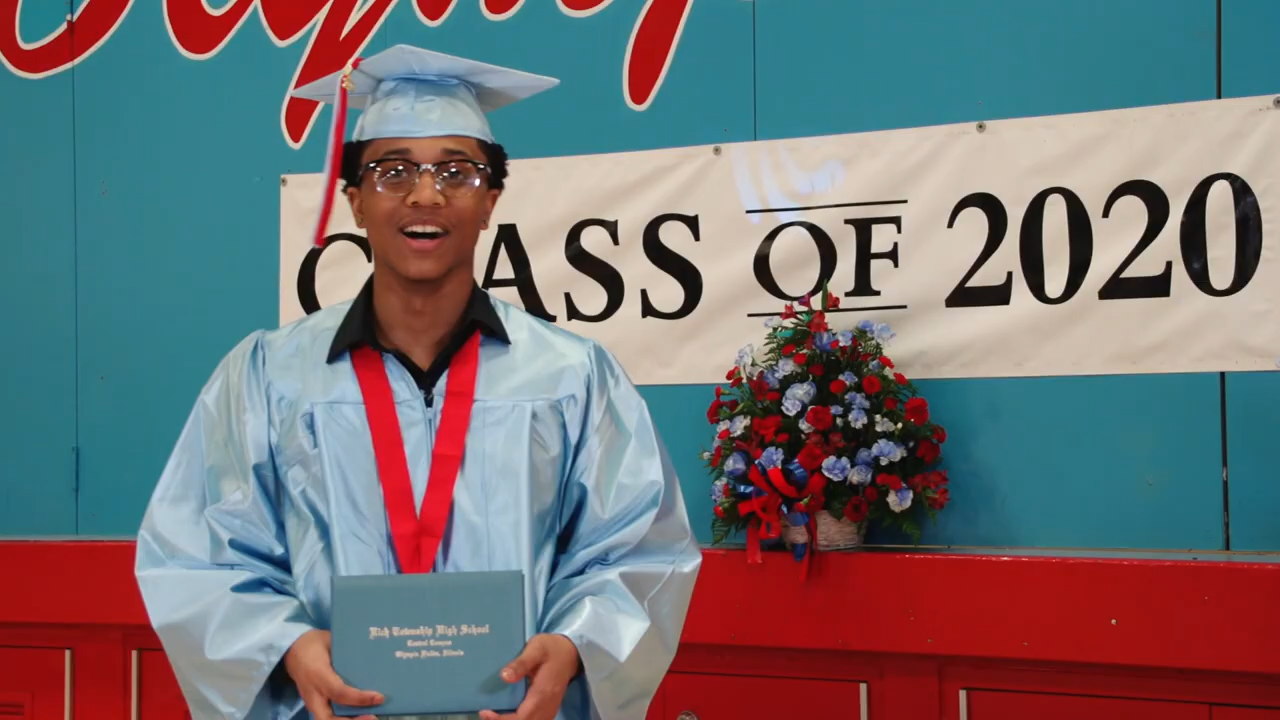 CLASS OF 2020
Rich Township High School
Central Campus
Olympia Fields, Illinois